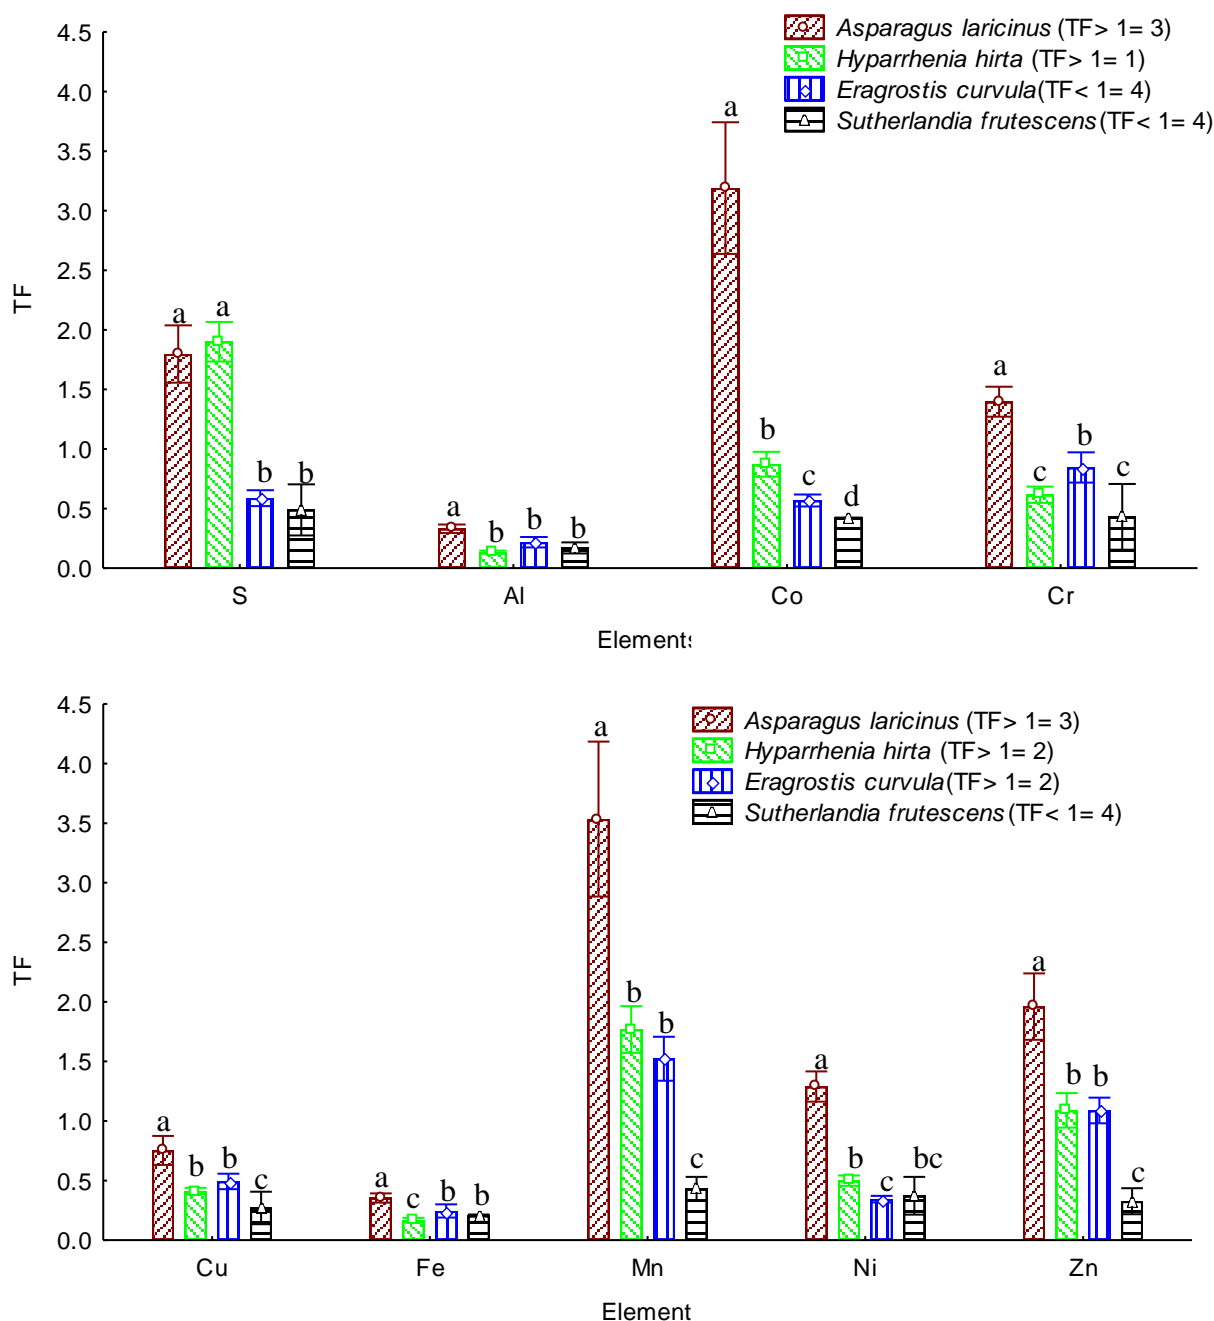 Asparagus laricinus (TF> 1= 3)
Hyparrhenia hirta (TF> 1= 1)
Eragrostis curvula(TF< 1= 4)
Sutherlandia frutescens(TF< 1= 4)
4.5
4.0
3.5
3.0
2.5
2.0
1.5
1.0
0.5
0.0
TF
a a b b
a b b b
a b c d
a c b c
S Al Co Cr
Elements
Asparagus laricinus (TF> 1= 3)
Hyparrhenia hirta (TF> 1= 2)
Eragrostis curvula(TF> 1= 2)
Sutherlandia frutescens(TF< 1= 4)
4.5
4.0
3.5
3.0
2.5
2.0
1.5
1.0
0.5
0.0
TF
a b b c
a c b b
a b b c
a b c bc
a b b c
Cu Fe Mn Ni Zn
Element